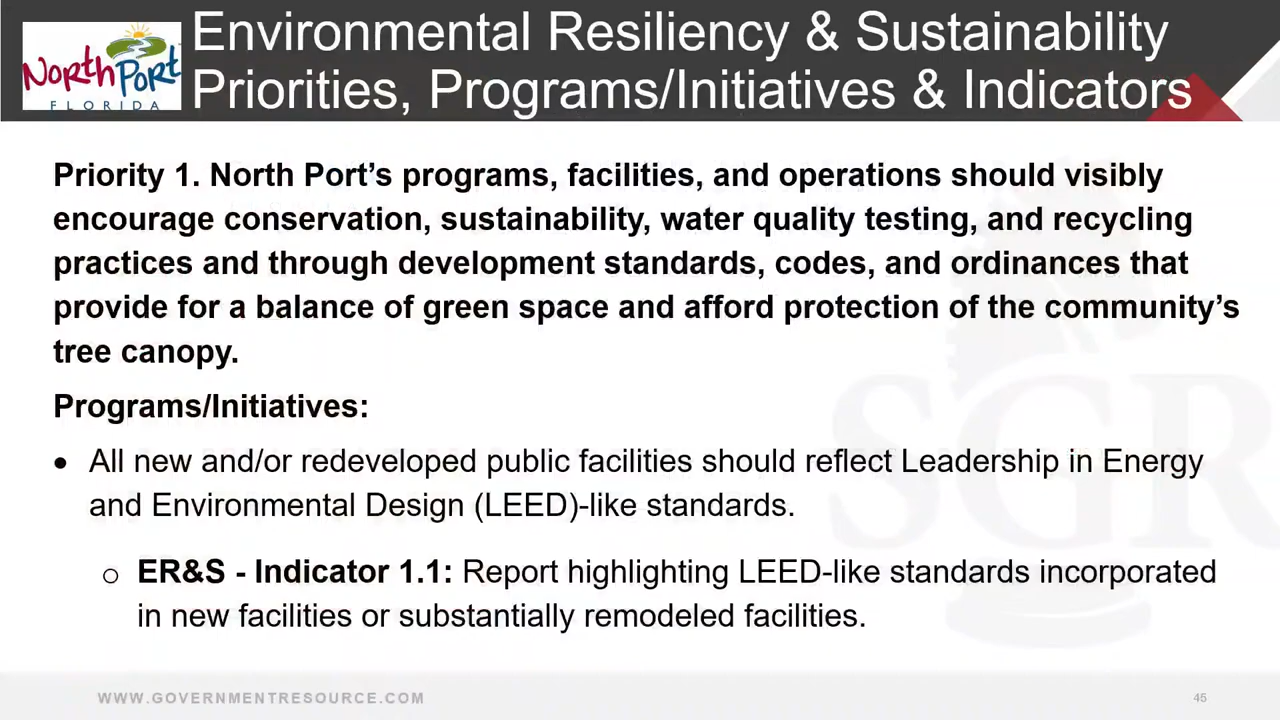 Environmental Resiliency & Sustainability
Priorities, Programs/Initiatives & Indicators
North Port
FLORIDA
Priority 1. North Port’s programs, facilities, and operations should visibly
encourage conservation, sustainability, water quality testing, and recycling
practices and through development standards, codes, and ordinances that
provide for a balance of green space and afford protection of the community’s
tree canopy.
Programs/Initiatives:
• All new and/or redeveloped public facilities should reflect Leadership in Energy
and Environmental Design (LEED)-like standards.
o ER&S - Indicator 1.1: Report highlighting LEED-like standards incorporated
in new facilities or substantially remodeled facilities.
SGR
WWW.GOVERNMENTRESOURCE.COM
45